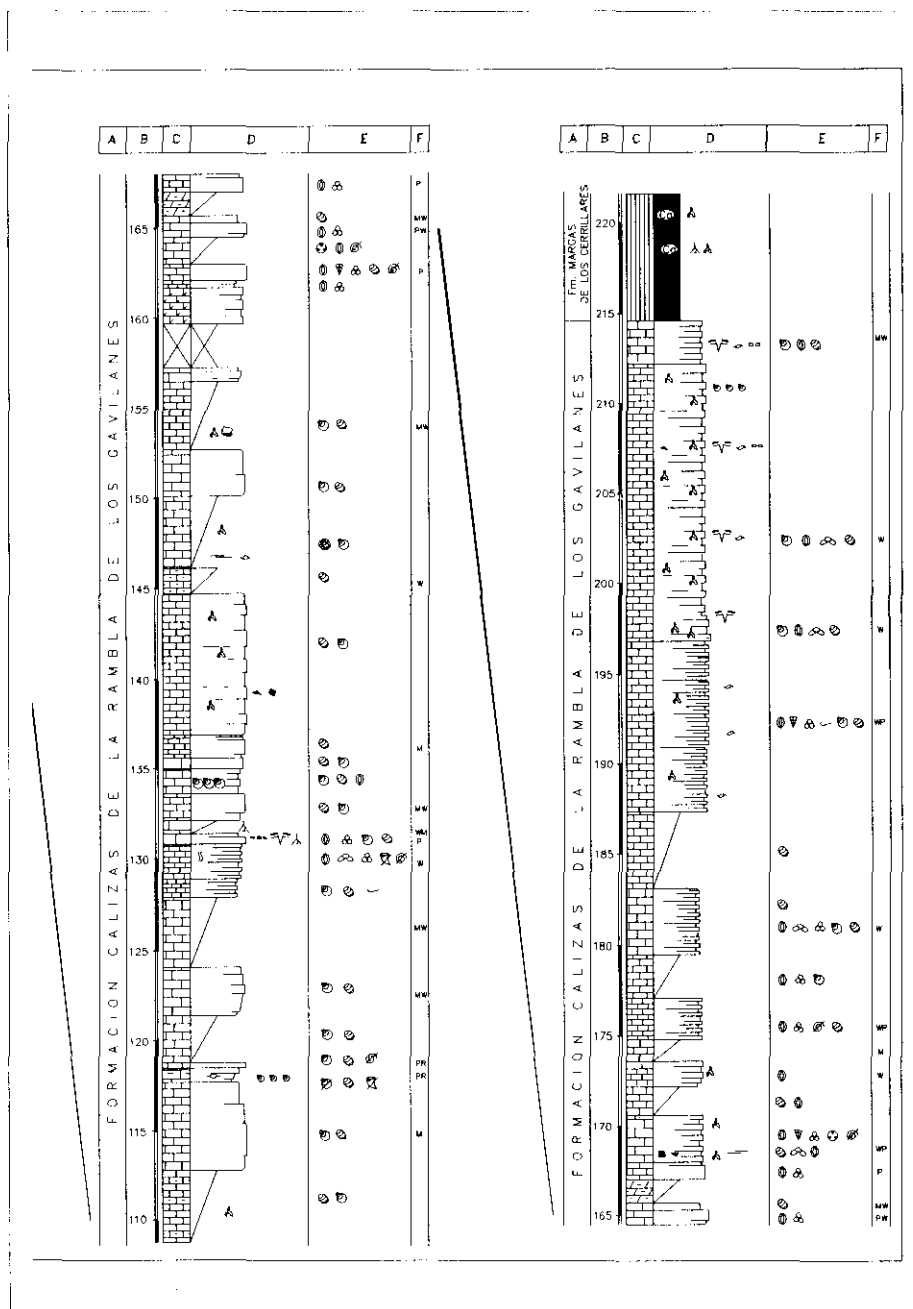 A B C D E F
FORMACION CALIZAS DE LA RAMBLA DE LOS GAVILANES
165
160
155
150
145
140
135
130
125
120
115
110
P
MW
PW
P
MW
W
M
MW
WM
P
W
MW
MW
PR
PR
M
A B C D E F
Fm. MARGAS
DE LOS CERRILLARES
FORMACION CALIZAS DE LA RAMBLA DE LOS GAVILANES
220
215
210
205
200
195
190
185
180
175
170
165
MW
W
W
WP
W
WP
M
W
WP
P
MW
PW